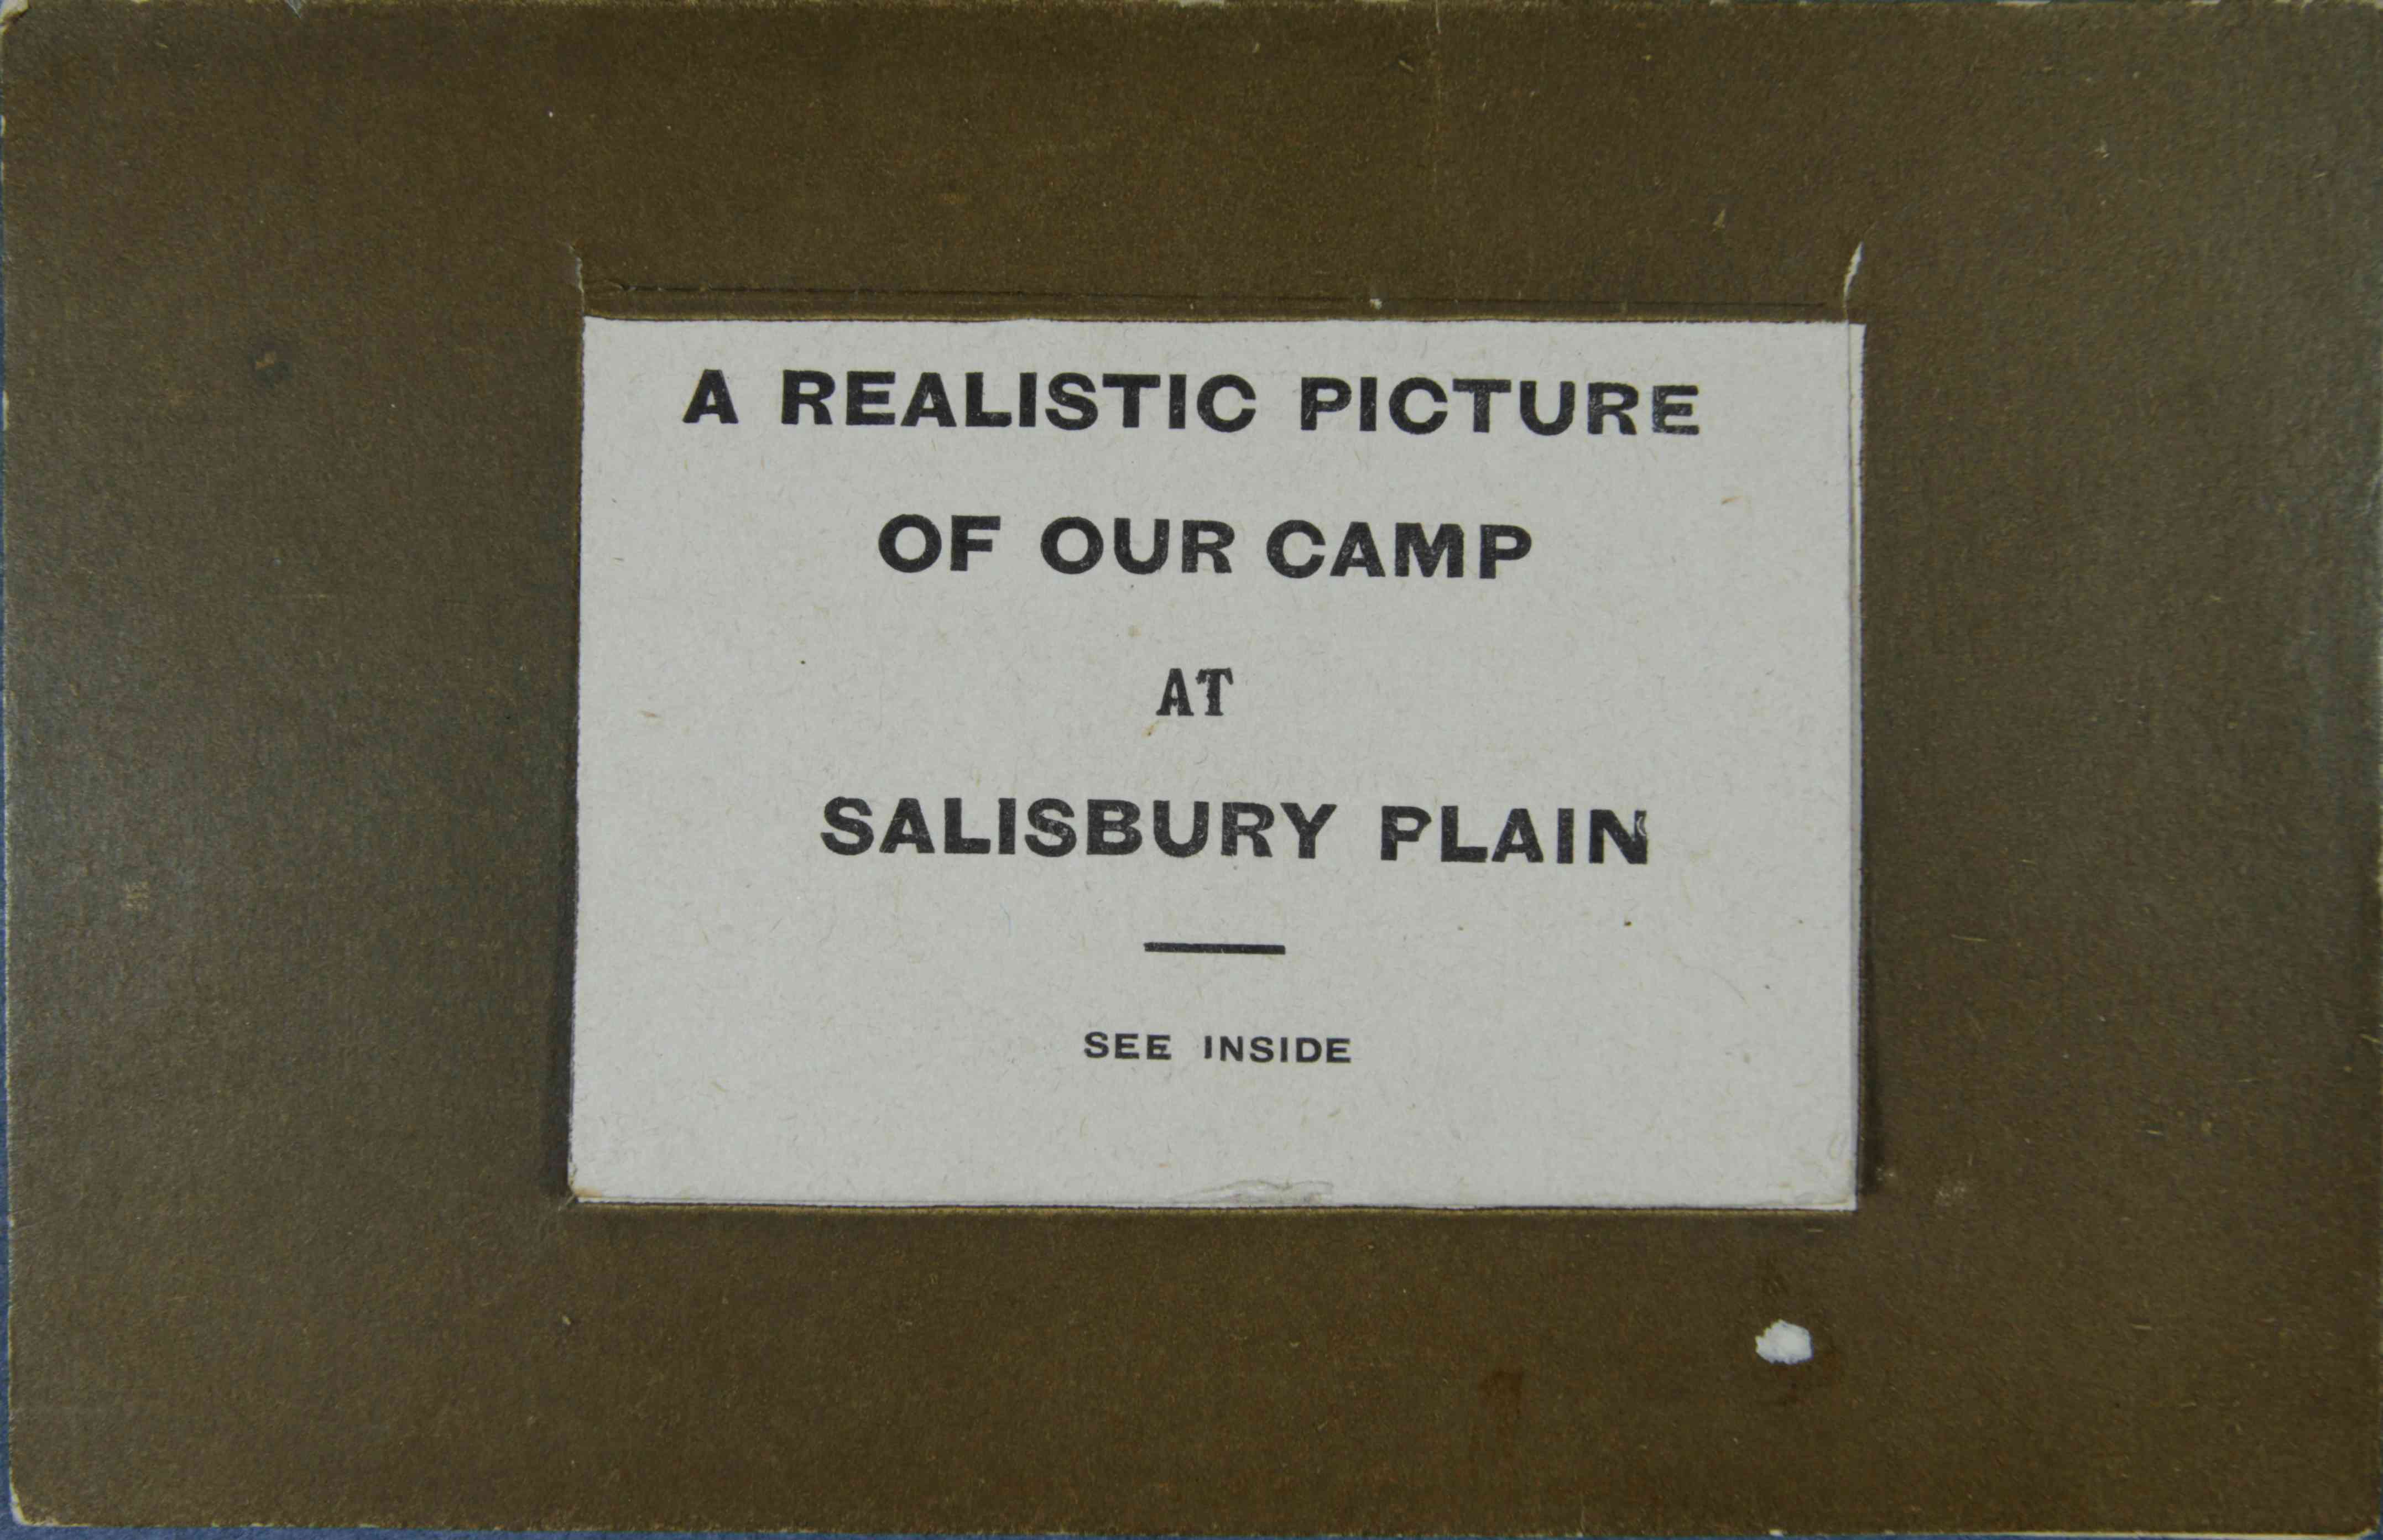 A REALISTIC PICTURE
OF OUR CAMP
AT
SALISBURY PLAIN
SEE INSIDE